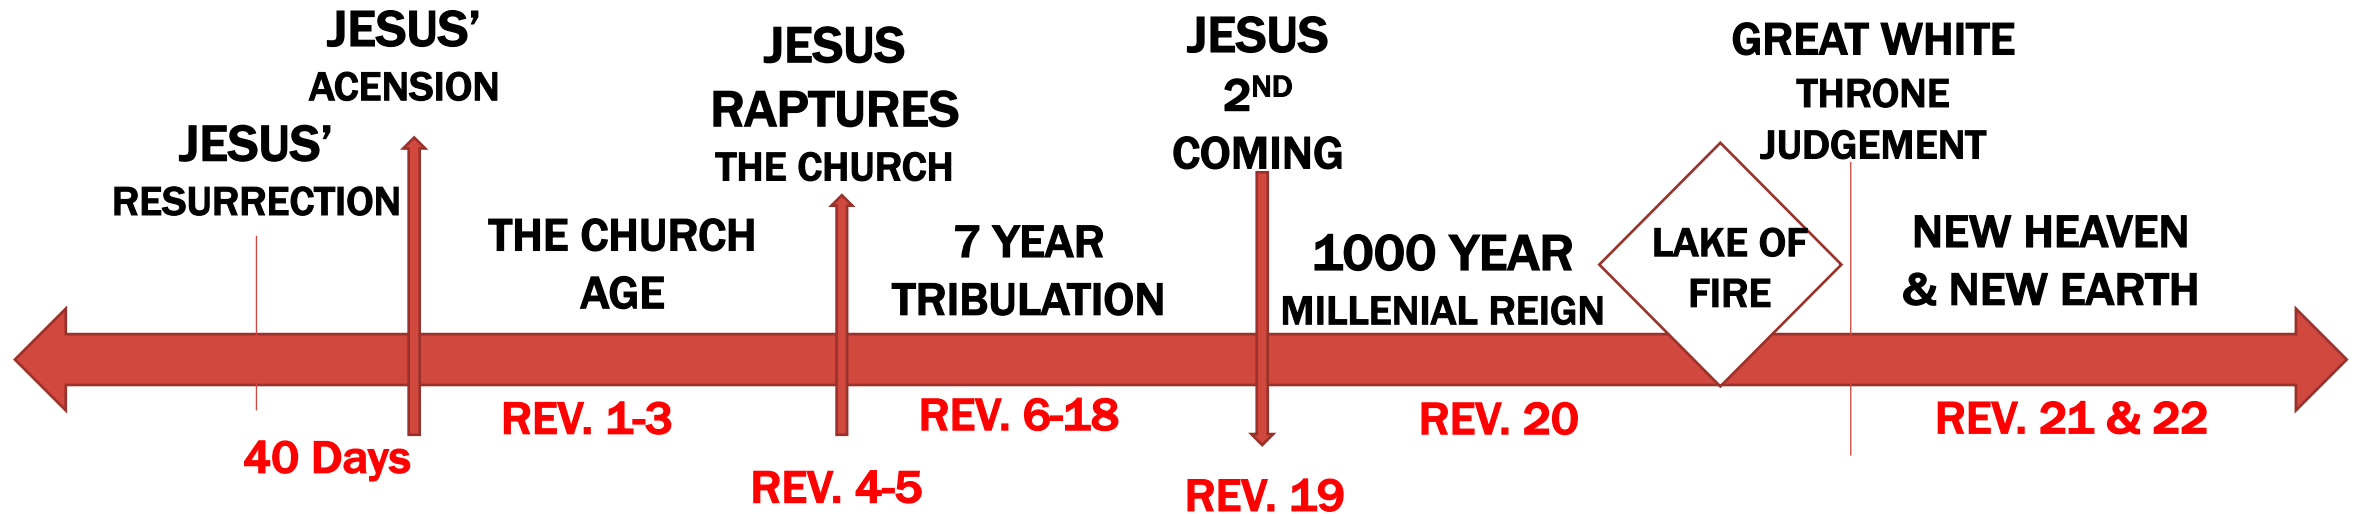 JESUS’
RESURRECTION
40 Days
JESUS’
ACENSION
THE CHURCH
AGE
REV. 1-3
JESUS
RAPTURES
THE CHURCH
REV. 4-5
7 YEAR
TRIBULATION
REV. 6-18
JESUS
2ND
COMING
REV. 19
1000 YEAR
MILLENIAL REIGN
REV. 20
LAKE OF
FIRE
GREAT WHITE
THRONE
JUDGEMENT
NEW HEAVEN
& NEW EARTH
REV. 21 & 22